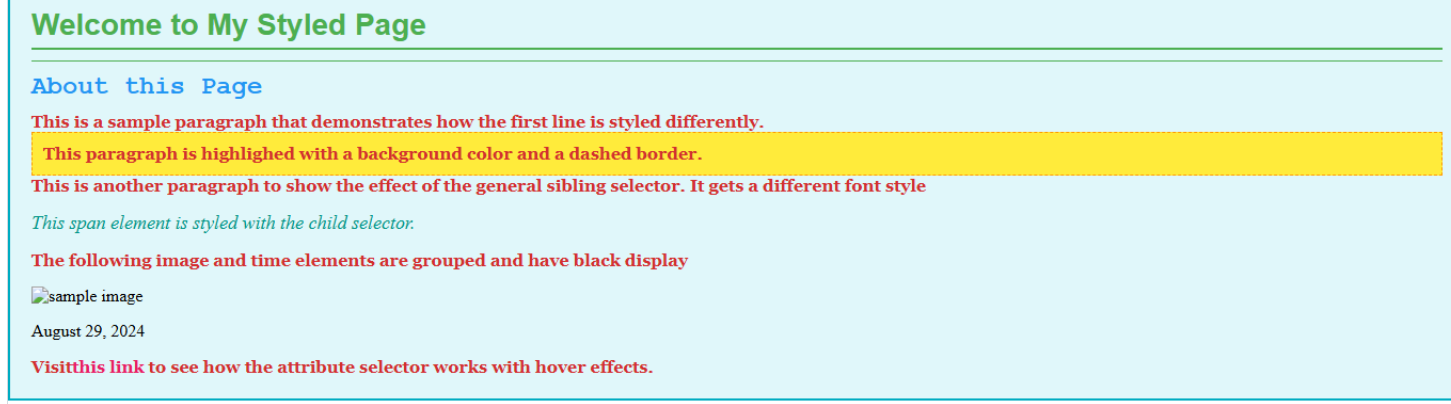 Welcome to My Styled Page
About this Page
This is a sample paragraph that demonstrates how the first line is styled differently.
This paragraph is highlighed with a background color and a dashed border.
This is another paragraph to show the effect of the general sibling selector. It gets a different font style
This span element is styled with the child selector.
The following image and time elements are grouped and have black display
sample image
August 29, 2024
Visitthis link to see how the attribute selector works with hover effects.